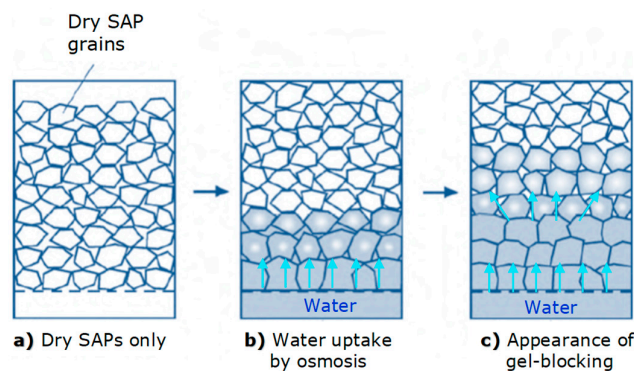 Dry SAP
grains
Water
Water
a) Dry SAPs only
b) Water uptake
by osmosis
c) Appearance of
gel-blocking